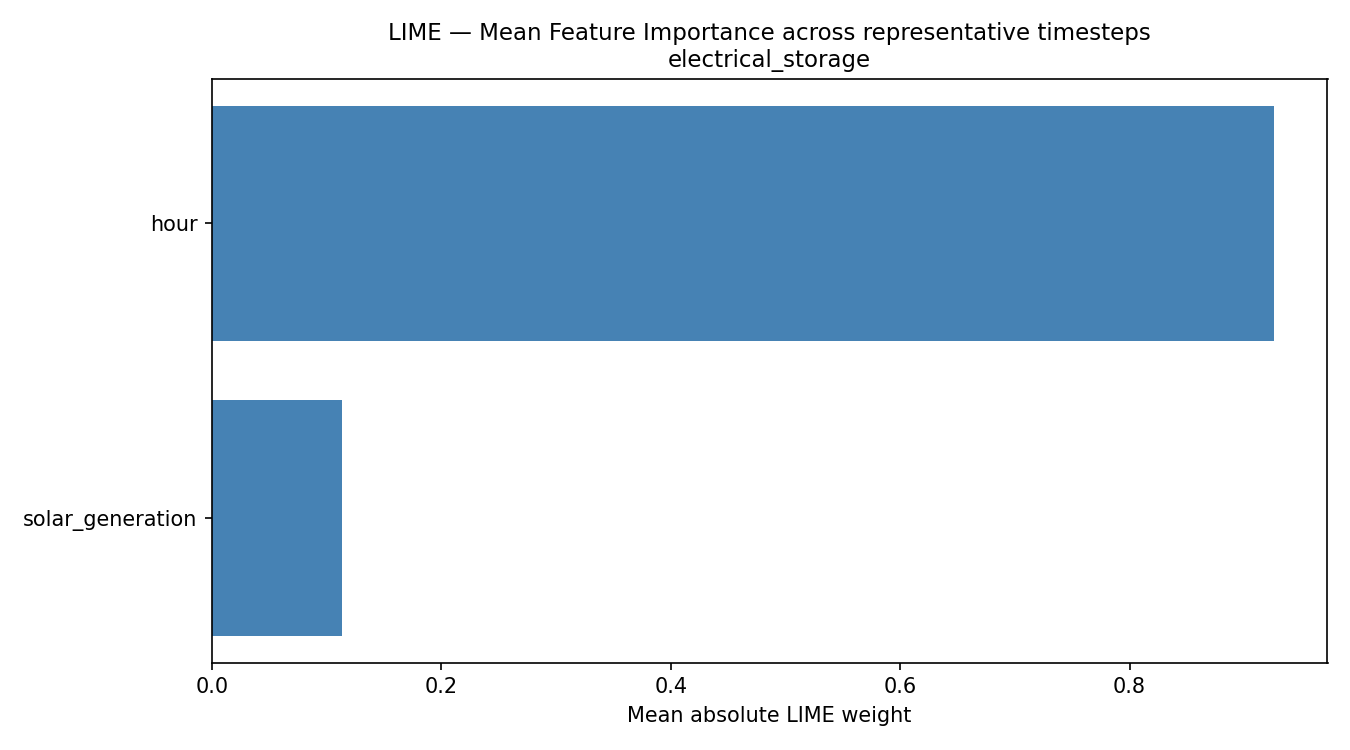 LIME — Mean Feature Importance across representative timesteps
electrical_storage
hour
solar_generation
0.0 0.2 0.4 0.6 0.8
Mean absolute LIME weight